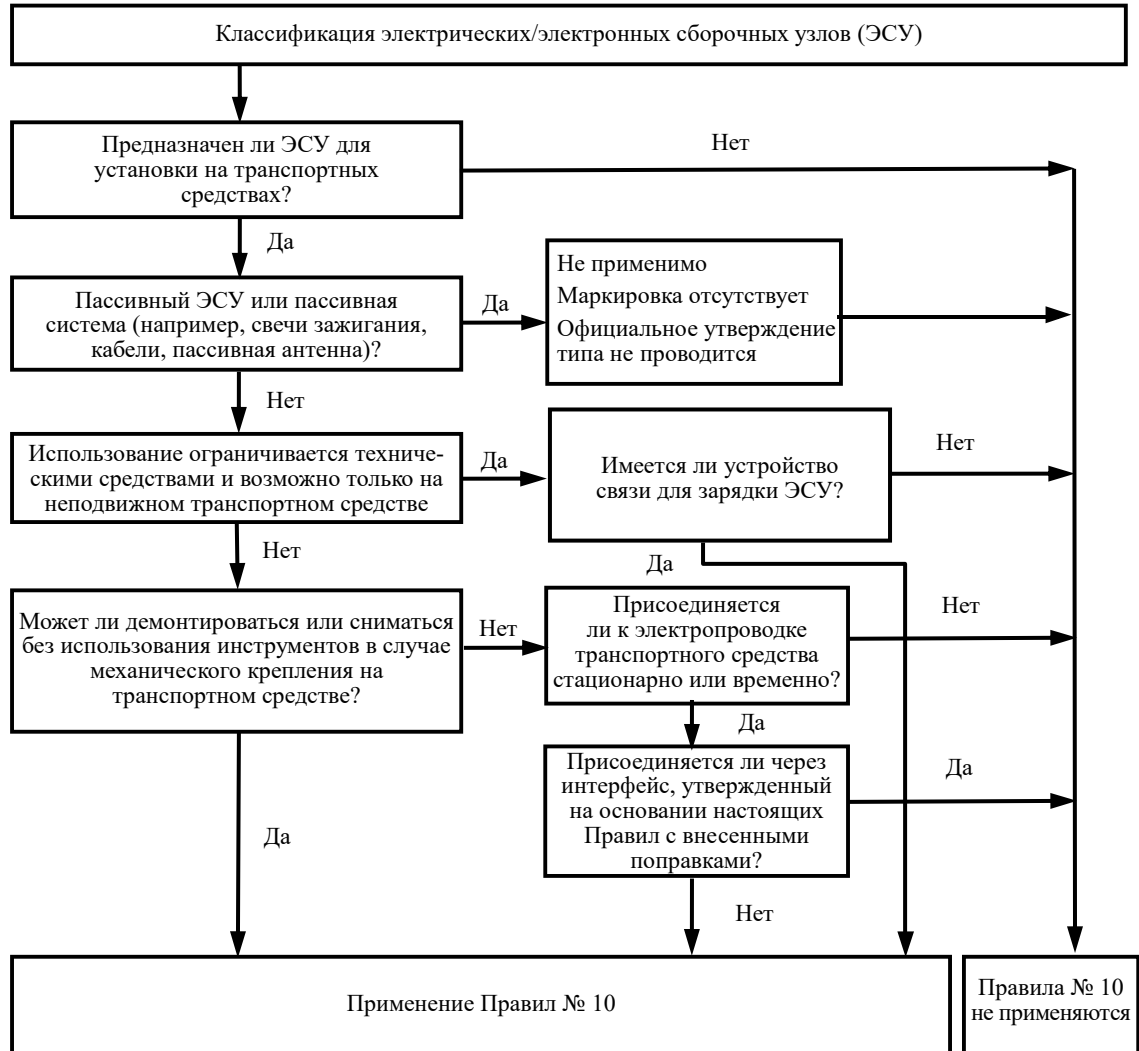 Классификация электрических/электронных сборочных узлов (ЭСУ)
Предназначен ли ЭСУ для
установки на транспортных
средствах?
Нет
Да
Пассивный ЭСУ или пассивная
система (например, свечи зажигания,
кабели, пассивная антенна)?
Да
Не применимо
Маркировка отсутствует
Официальное утверждение
типа не проводится
Нет
Использование ограничивается техниче-
скими средствами и возможно только на
неподвижном транспортном средстве
Да
Имеется ли устройство
связи для зарядки ЭСУ?
Нет
Нет
Да
Может ли демонтироваться или сниматься
без использования инструментов в случае
механического крепления на
транспортном средстве?
Нет
Присоединяется
ли к электропроводке
транспортного средства
стационарно или временно?
Нет
Да
Присоединяется ли через
интерфейс, утвержденный
на основании настоящих
Правил с внесенными
поправками?
Да
Да
Нет
Применение Правил № 10
Правила № 10
не применяются